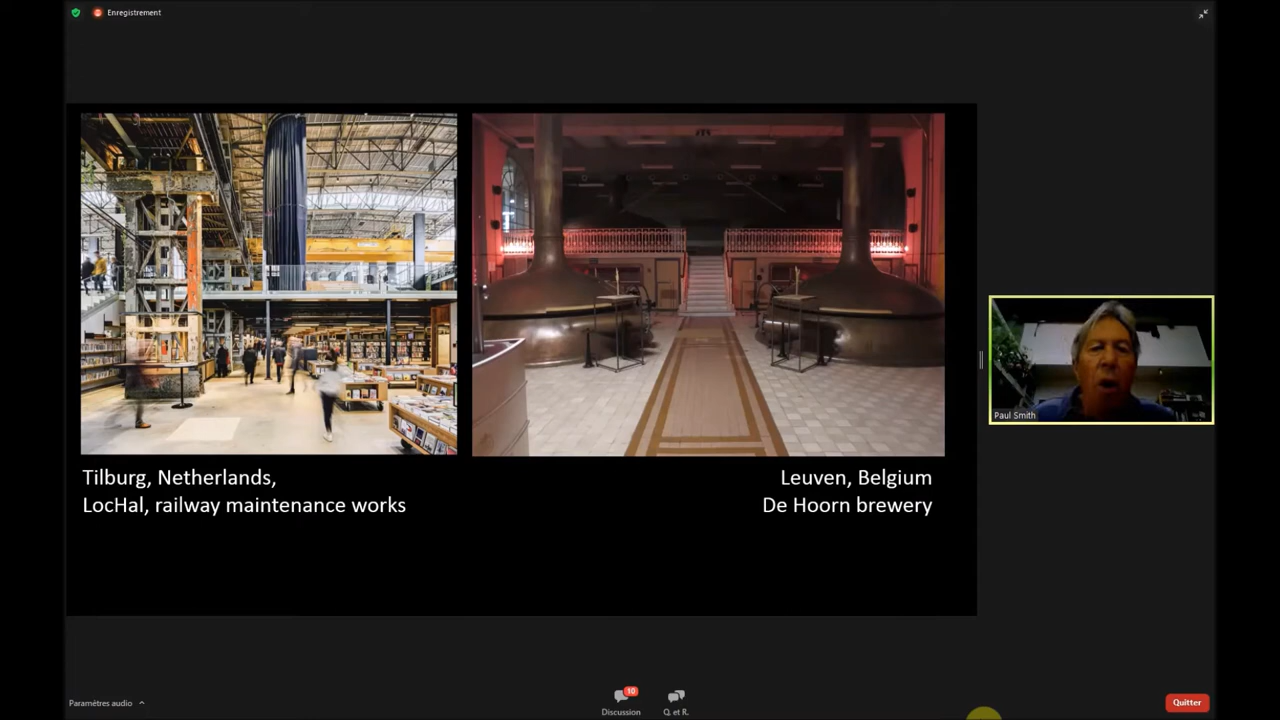 Enregistrement
Tilburg, Netherlands,
LocHal, railway maintenance works
Leuven, Belgium
De Hoorn brewery
Paul Smith
Paramètres audio
10
Discussion
Q. et R.
Quitter